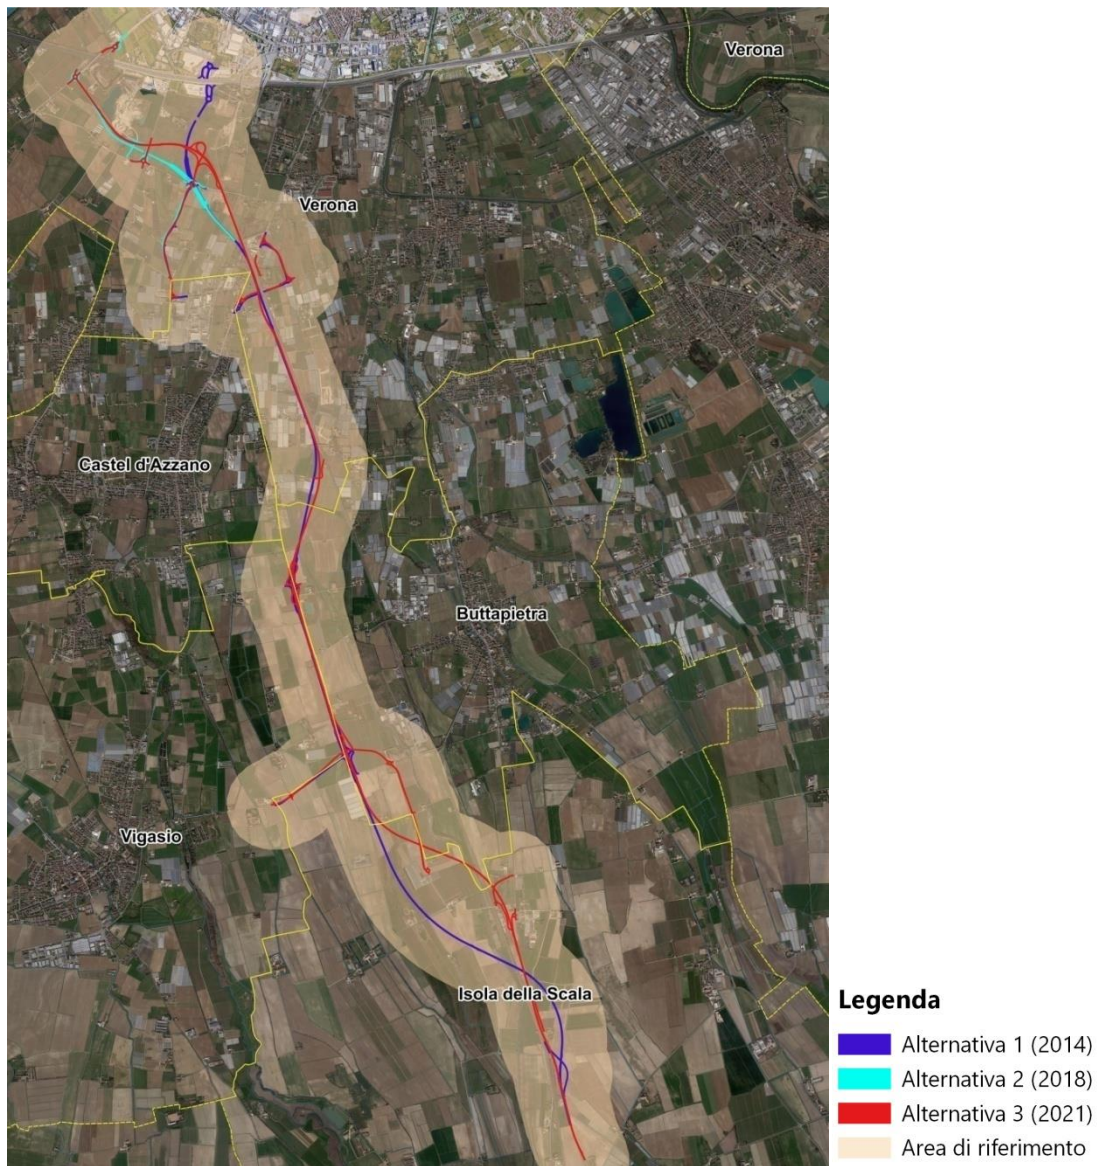 Verona
Verona
Castel d'Azzano
Buttapietra
Vigasio
Isola della Scala
Legenda
Alternativa 1 (2014)
Alternativa 2 (2018)
Alternativa 3 (2021)
Area di riferimento